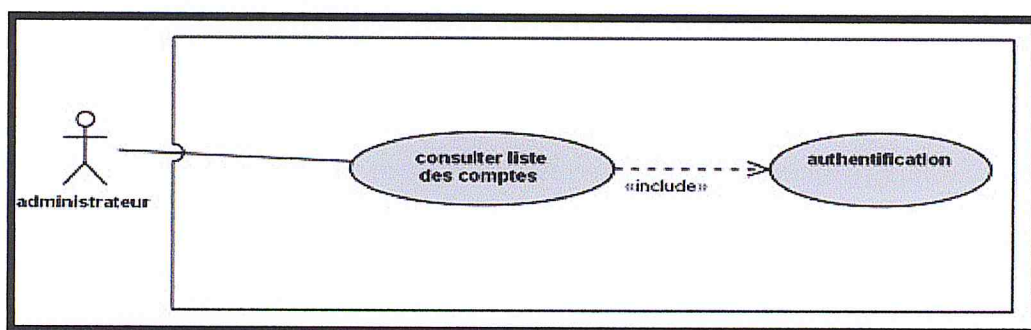 administrateur
consulter liste
des comptes
«include»
authentification